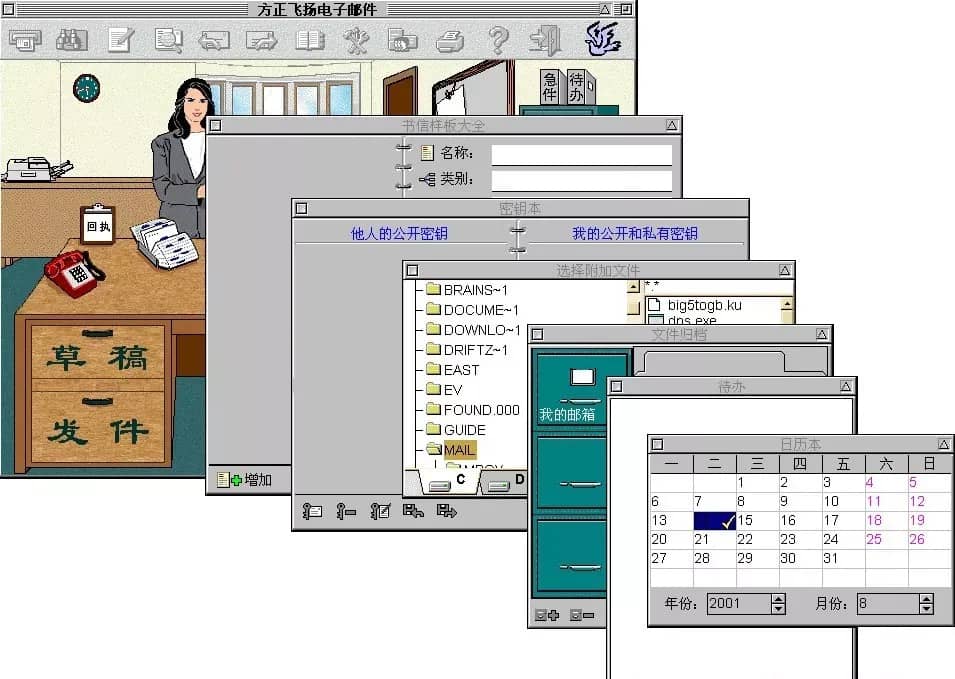 方正飞扬电子邮件
急件
待办
回执
草稿
发件
书信样板大全
名称：
类别：
增加
密钥本
他人的公开密钥
我的公开和私有密钥
选择附加文件
BRAINS~1
DOCUME~1
DOWNLO~1
DRIFTZ~1
EAST
EV
FOUND.000
GUIDE
MAIL
C
D
*.*
big5togb.ku
dos.exe
文件归档
我的邮箱
待办
日历本
一 二 三 四 五 六 日
1 2 3 4 5
6 7 8 9 10 11 12
13 15 16 17 18 19
20 21 22 23 24 25 26
27 28 29 30 31
年份： 2001 月份： 8